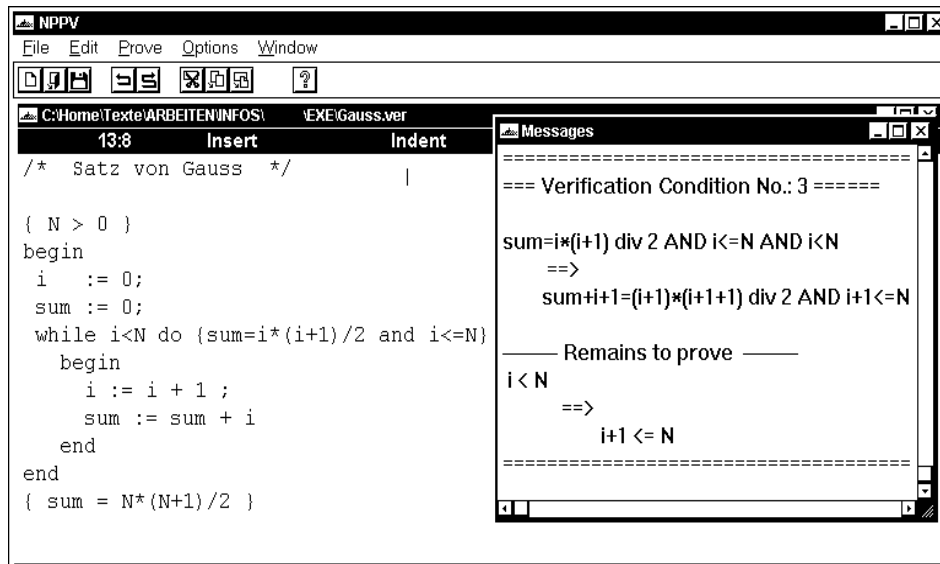 NPPV
File Edit Prove Options Window
C:\Home\Texte\ARBEITEN\INFOS\ \EXE\Gauss.ver
13:8 Insert Indent
/* Satz von Gauss */
{ N > 0 }
begin
i := 0;
sum := 0;
while i<N do {sum=i*(i+1)/2 and i<=N}
begin
i := i + 1 ;
sum := sum + i
end
end
{ sum = N*(N+1)/2 }
Messages
=====================================
=== Verification Condition No.: 3 ======
sum=i*(i+1) div 2 AND i<=N AND i<N
==>
sum+i+1=(i+1)*(i+1+1) div 2 AND i+1<=N
——— Remains to prove ———
i < N
==>
i+1 <= N
=====================================